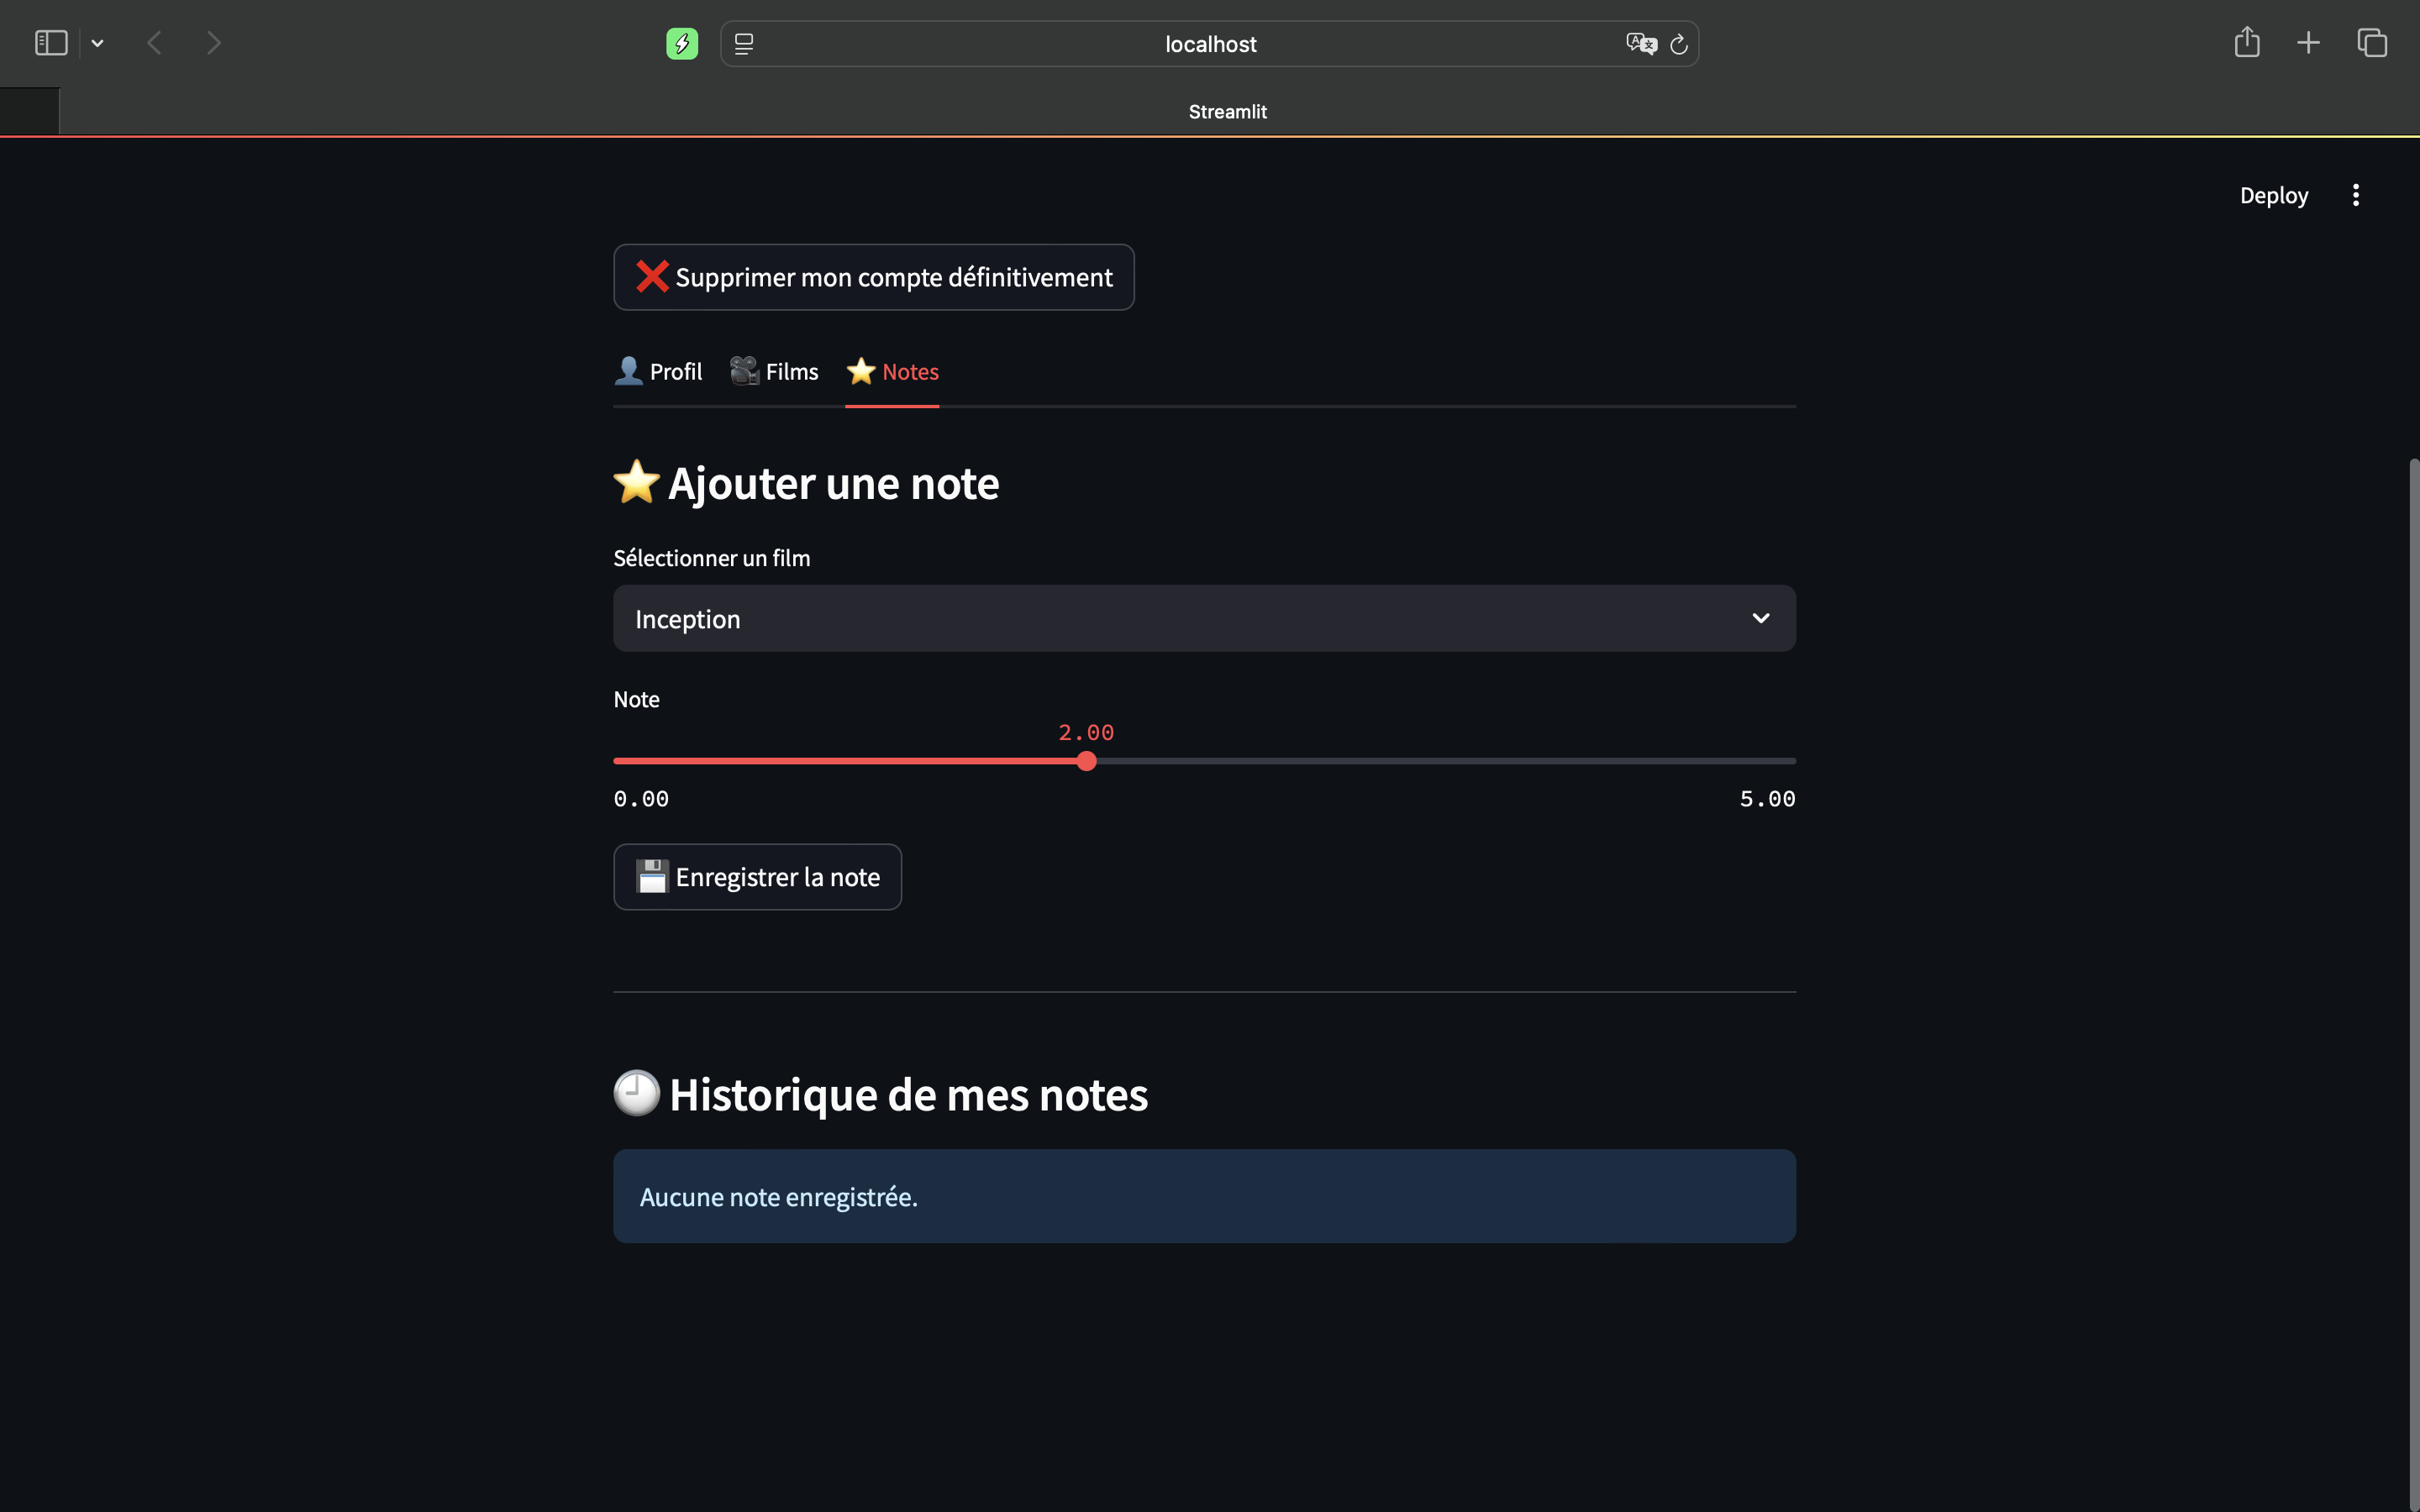 localhost
Streamlit
Deploy
❌ Supprimer mon compte définitivement
👤 Profil 🎥 Films ⭐ Notes
⭐ Ajouter une note
Sélectionner un film
Inception
Note
2.00
0.00 5.00
💾 Enregistrer la note
🕘 Historique de mes notes
Aucune note enregistrée.